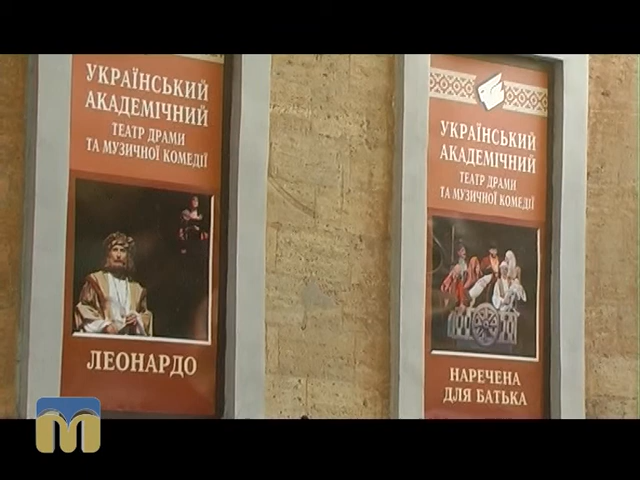 УКРАЇНСЬКИЙ
АКАДЕМІЧНИЙ
ТЕАТР ДРАМИ
ТА МУЗИЧНОЇ КОМЕДІЇ
ЛЕОНАРДО
УКРАЇНСЬКИЙ
АКАДЕМІЧНИЙ
ТЕАТР ДРАМИ
ТА МУЗИЧНОЇ КОМЕДІЇ
НАРЕЧЕНА
ДЛЯ БАТЬКА
М